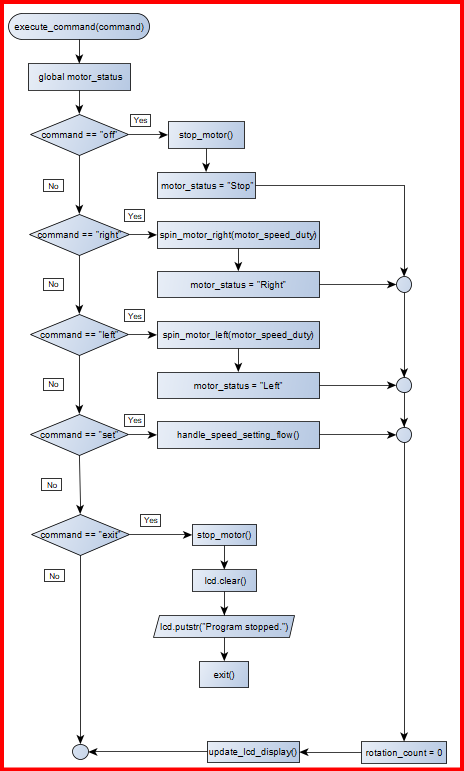 execute_command(command)
global motor_status
command == "off"
Yes
stop_motor()
motor_status = "Stop"
No
command == "right
Yes
spin_motor_right(motor_speed_duty)
motor_status = "Right"
No
command == "left"
Yes
spin_motor_left(motor_speed_duty)
motor_status = "Left"
No
command == "set"
Yes
handle_speed_setting_flow()
No
command == "exit"
Yes
stop_motor()
lcd.clear()
lcd.putstr("Program stopped.")
exit()
No
rotation_count = 0
update_lcd_display()